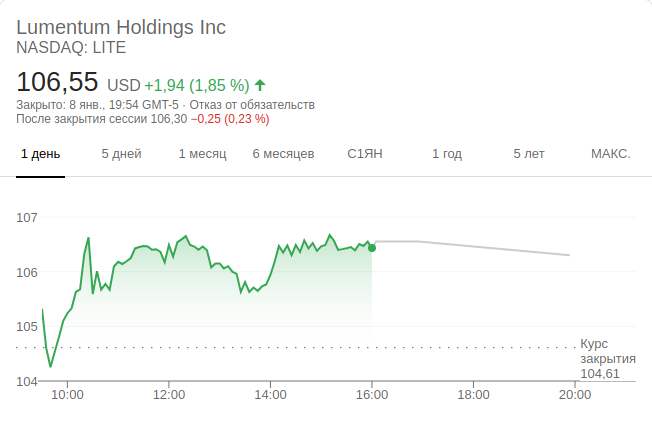 Lumentum Holdings Inc
NASDAQ: LITE
106,55 USD +1,94 (1,85 %)
Закрыто: 8 янв., 19:54 GMT-5 · Отказ от обязательств
После закрытия сессии 106,30 −0,25 (0,23 %)
1 день 5 дней 1 месяц 6 месяцев С1ЯН 1 год 5 лет МАКС.
107
106
105
Курс
закрытия
104,61
104
10:00 12:00 14:00 16:00 18:00 20:00